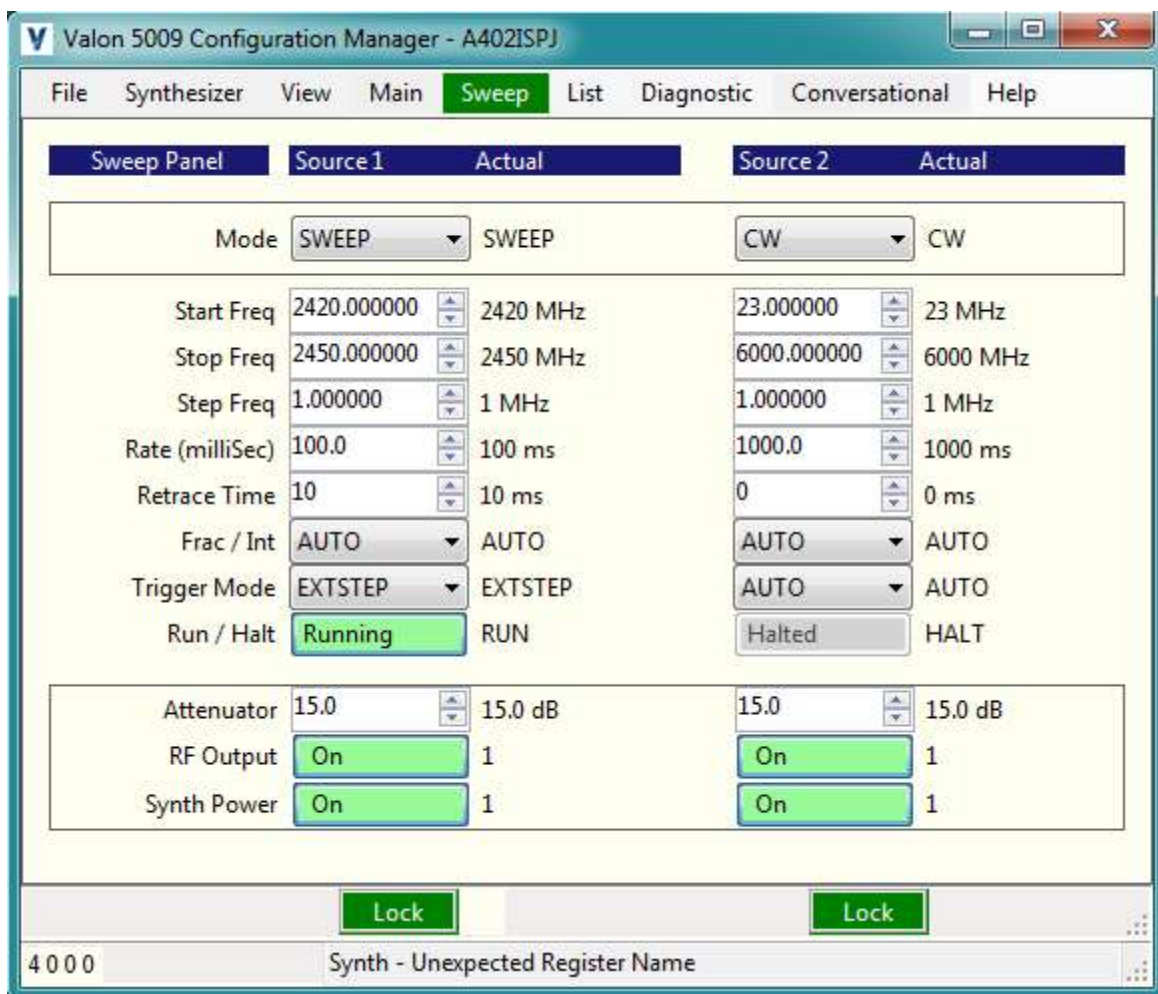 Valon 5009 Configuration Manager - A402ISPJ
File Synthesizer View Main Sweep List Diagnostic Conversational Help
Sweep Panel Source 1 Actual Source 2 Actual
Mode SWEEP SWEEP CW CW
Start Freq 2420.000000 2420 MHz 23.000000 23 MHz
Stop Freq 2450.000000 2450 MHz 6000.000000 6000 MHz
Step Freq 1.000000 1 MHz 1.000000 1 MHz
Rate (milliSec) 100.0 100 ms 1000.0 1000 ms
Retrace Time 10 10 ms 0 0 ms
Frac / Int AUTO AUTO AUTO AUTO
Trigger Mode EXTSTEP EXTSTEP AUTO AUTO
Run / Halt Running RUN Halted HALT
Attenuator 15.0 15.0 dB 15.0 15.0 dB
RF Output On 1 On 1
Synth Power On 1 On 1
Lock Lock
4 0 0 0 Synth - Unexpected Register Name